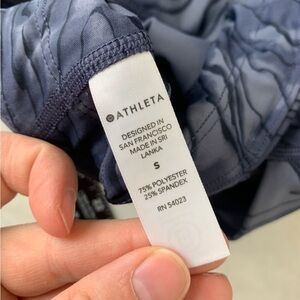 ATHLETA
DESIGNED IN
SAN FRANCISCO
MADE IN SRI
LANKA
S
75% POLYESTER
25% SPANDEX
RN 54023